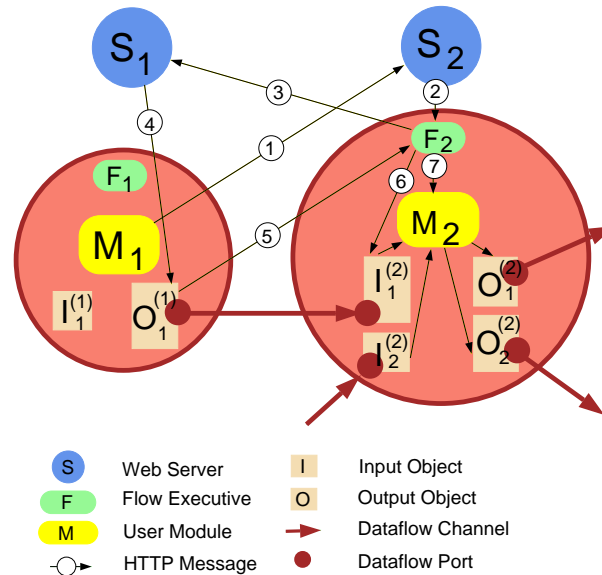 S1
S2
3
2
4
1
F1
F2
7
6
5
M1
M2
I1(1)
O1(1)
I1(2)
O1(2)
I2(2)
O2(2)
S Web Server
F Flow Executive
M User Module
HTTP Message
I Input Object
O Output Object
Dataflow Channel
Dataflow Port